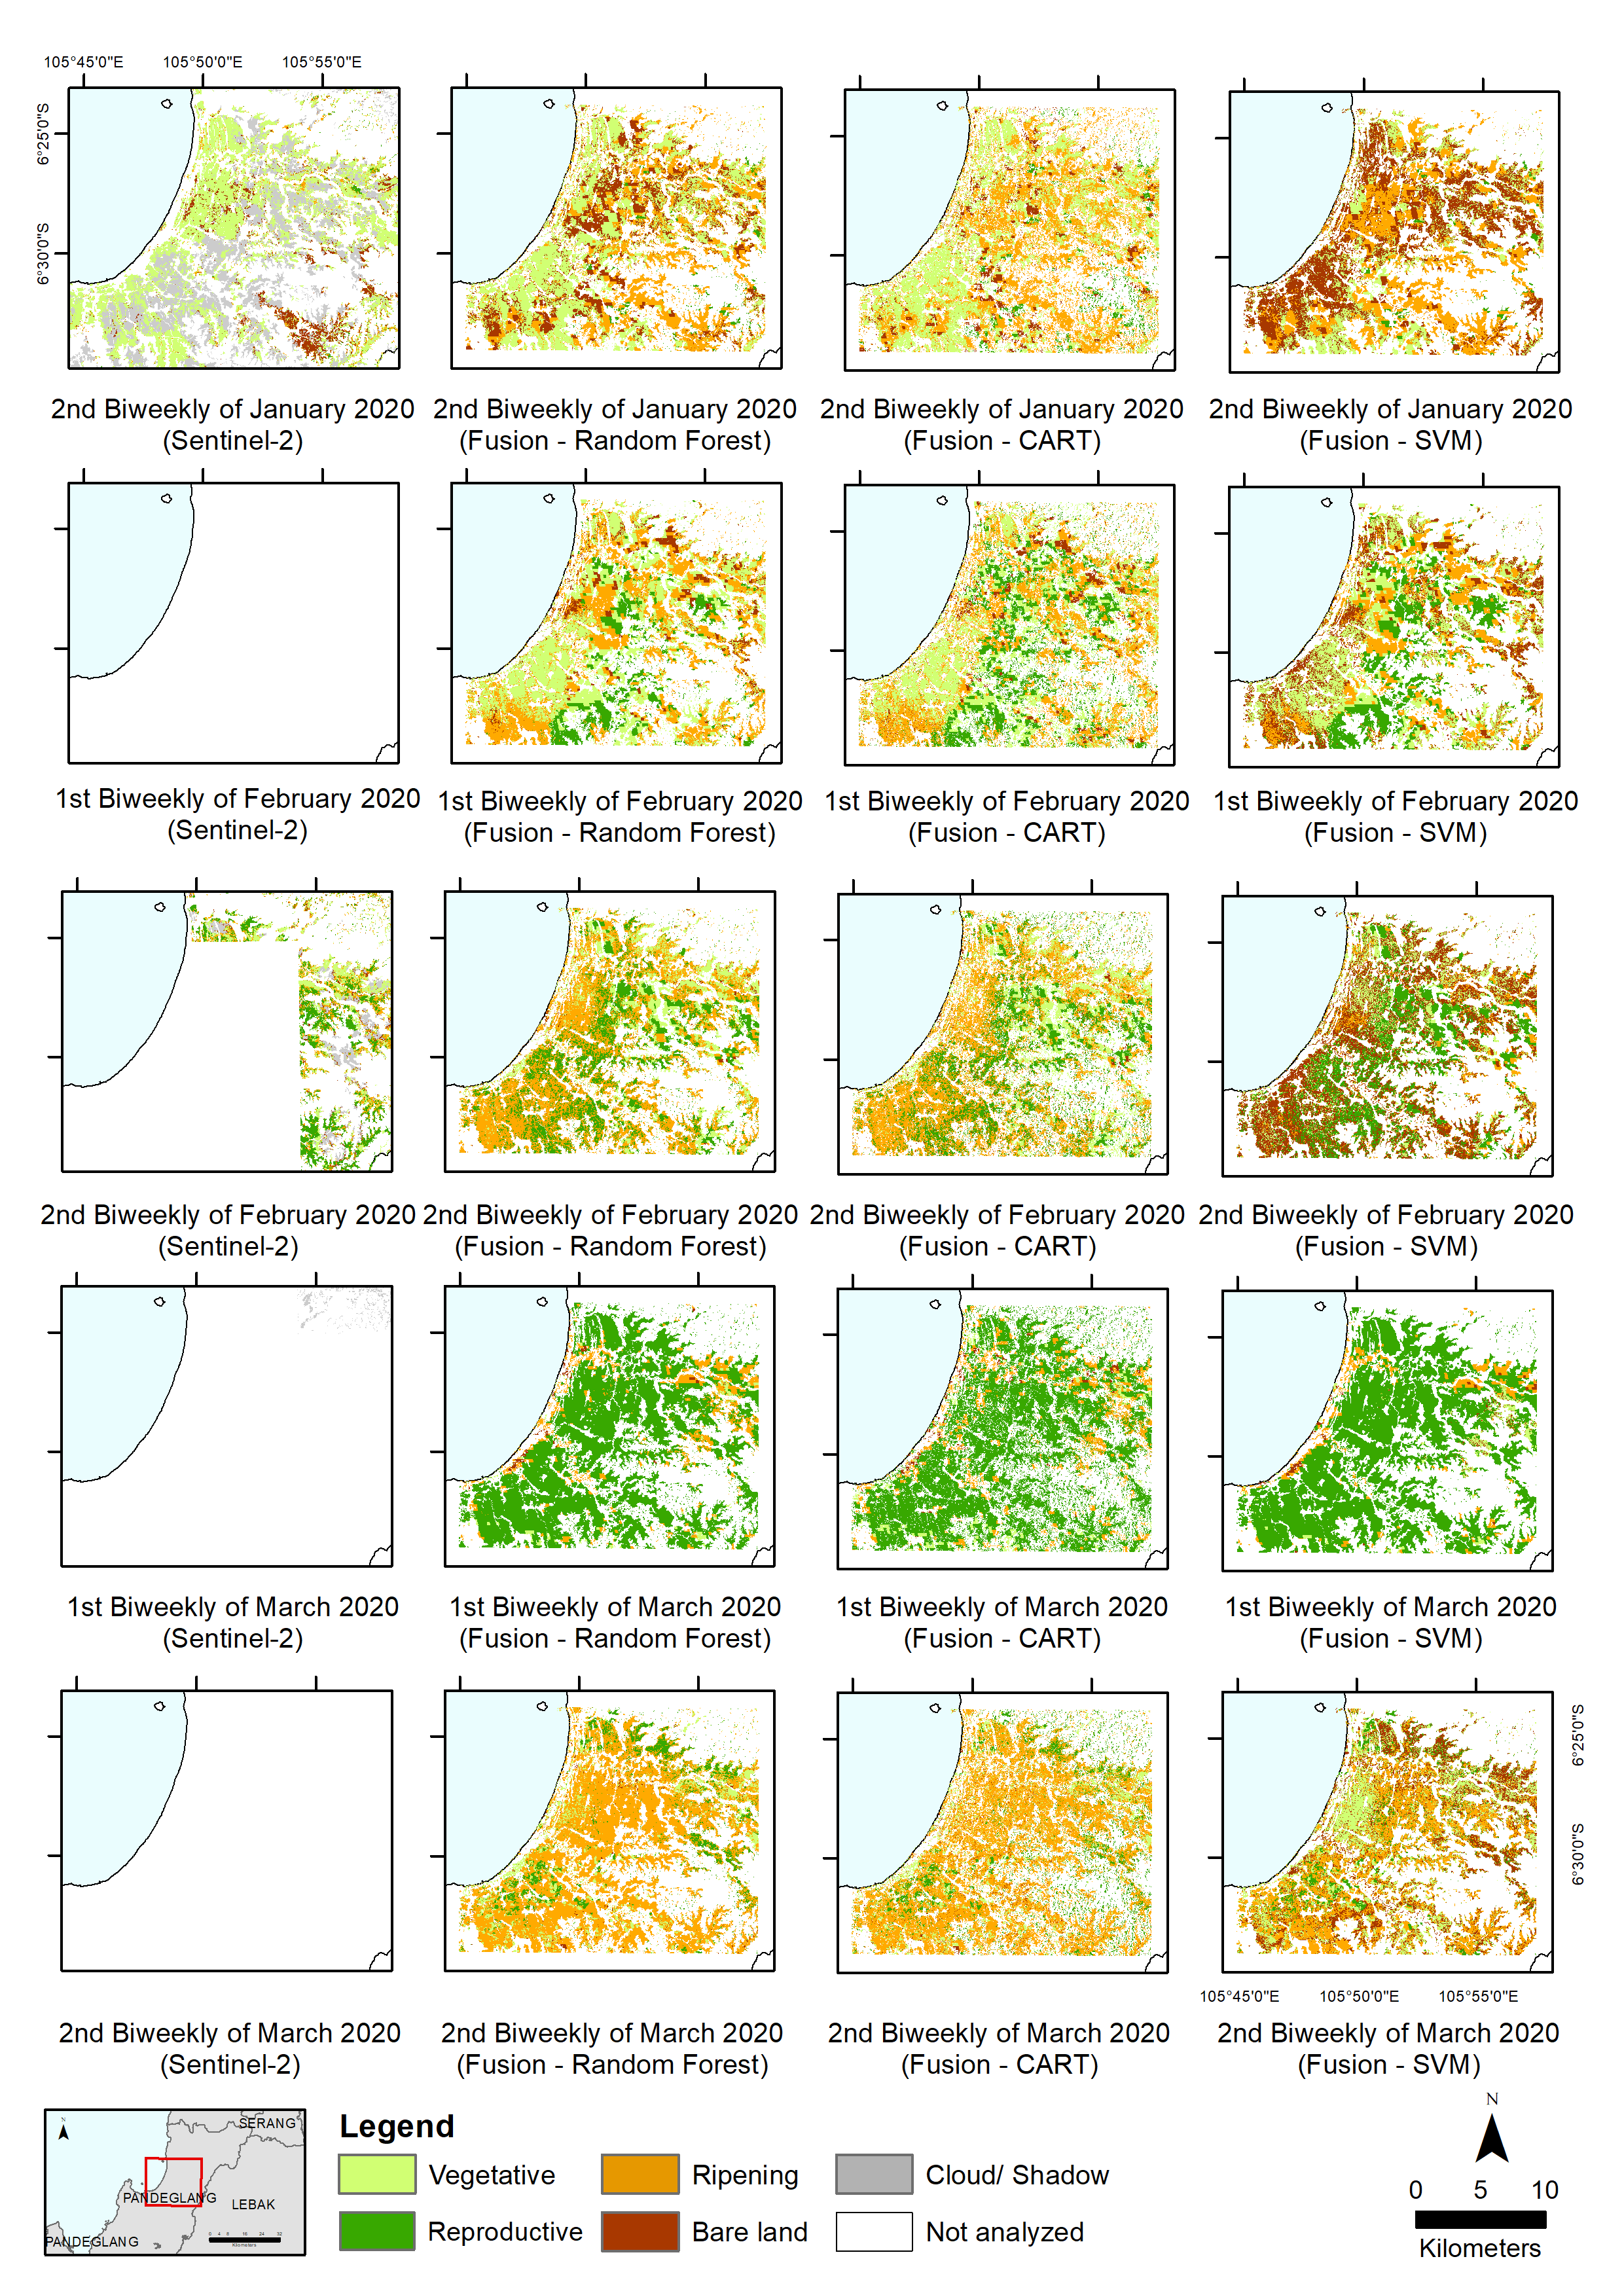 105°45'0"E 105°50'0"E 105°55'0"E
6°25'0"S
6°30'0"S
2nd Biweekly of January 2020
(Sentinel-2)
2nd Biweekly of January 2020
(Fusion - Random Forest)
2nd Biweekly of January 2020
(Fusion - CART)
2nd Biweekly of January 2020
(Fusion - SVM)
1st Biweekly of February 2020
(Sentinel-2)
1st Biweekly of February 2020
(Fusion - Random Forest)
1st Biweekly of February 2020
(Fusion - CART)
1st Biweekly of February 2020
(Fusion - SVM)
2nd Biweekly of February 2020
(Sentinel-2)
2nd Biweekly of February 2020
(Fusion - Random Forest)
2nd Biweekly of February 2020
(Fusion - CART)
2nd Biweekly of February 2020
(Fusion - SVM)
1st Biweekly of March 2020
(Sentinel-2)
1st Biweekly of March 2020
(Fusion - Random Forest)
1st Biweekly of March 2020
(Fusion - CART)
1st Biweekly of March 2020
(Fusion - SVM)
6°25'0"S
6°30'0"S
105°45'0"E 105°50'0"E 105°55'0"E
2nd Biweekly of March 2020
(Sentinel-2)
2nd Biweekly of March 2020
(Fusion - Random Forest)
2nd Biweekly of March 2020
(Fusion - CART)
2nd Biweekly of March 2020
(Fusion - SVM)
N
SERANG
PANDEGLANG
LEBAK
PANDEGLANG
0 4 8 16 24 32
Kilometers
Legend
Vegetative
Ripening
Cloud/ Shadow
Reproductive
Bare land
Not analyzed
N
0 5 10
Kilometers